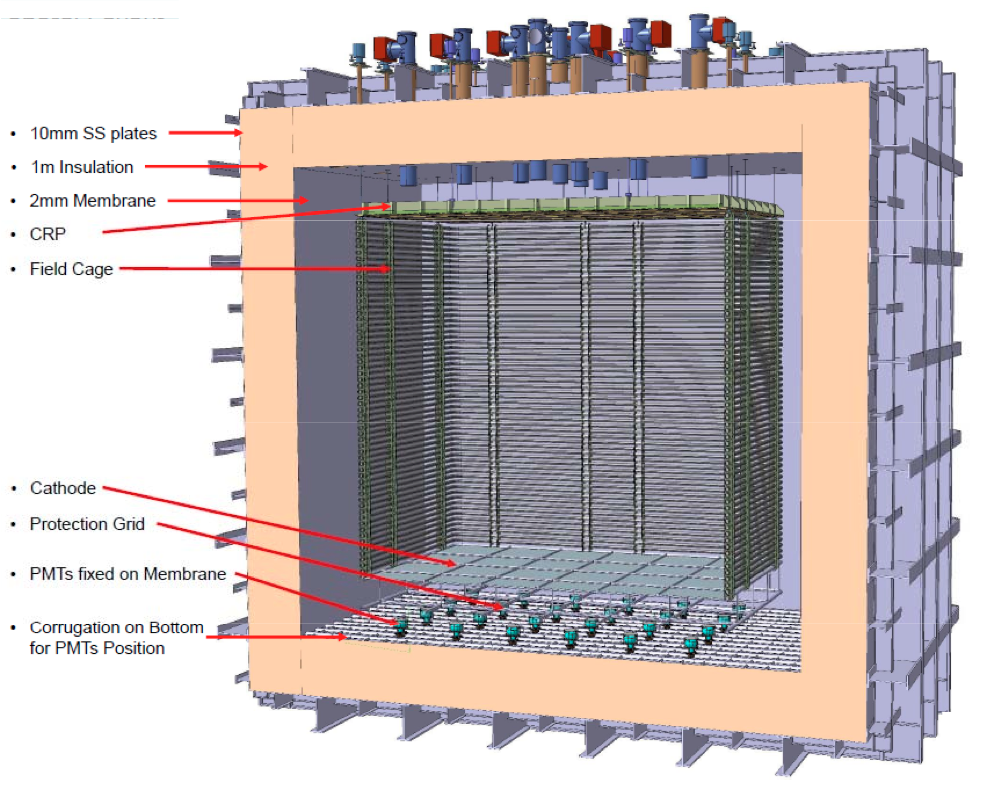 • 10mm SS plates
• 1m Insulation
• 2mm Membrane
• CRP
• Field Cage
• Cathode
• Protection Grid
• PMTs fixed on Membrane
• Corrugation on Bottom
for PMTs Position